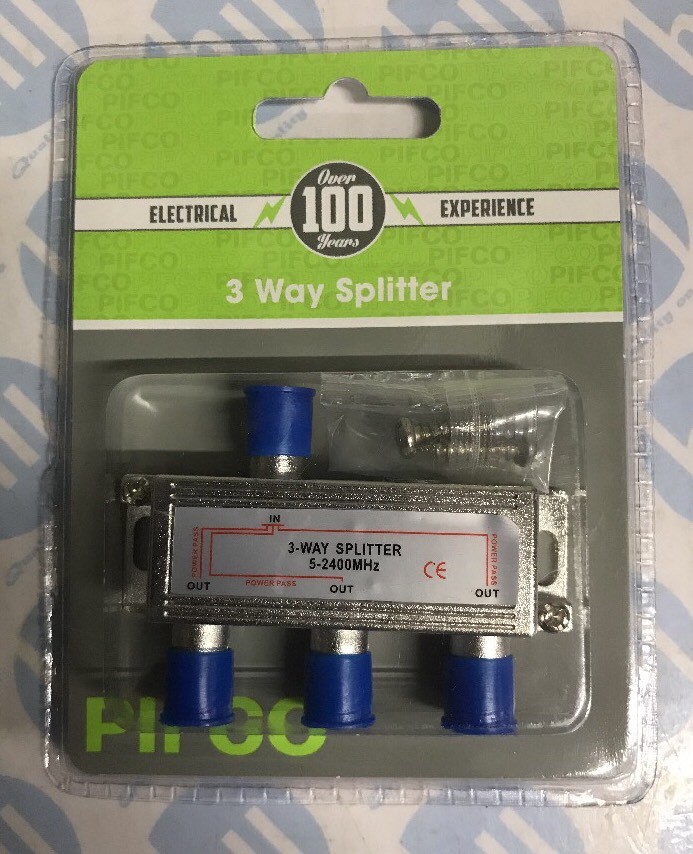 PIFCO
Over
100
Years
ELECTRICAL
EXPERIENCE
3 Way Splitter
IN
3-WAY SPLITTER
5-2400MHz
CE
POWER PASS
POWER PASS
POWER PASS
OUT
OUT
OUT
PIFCO